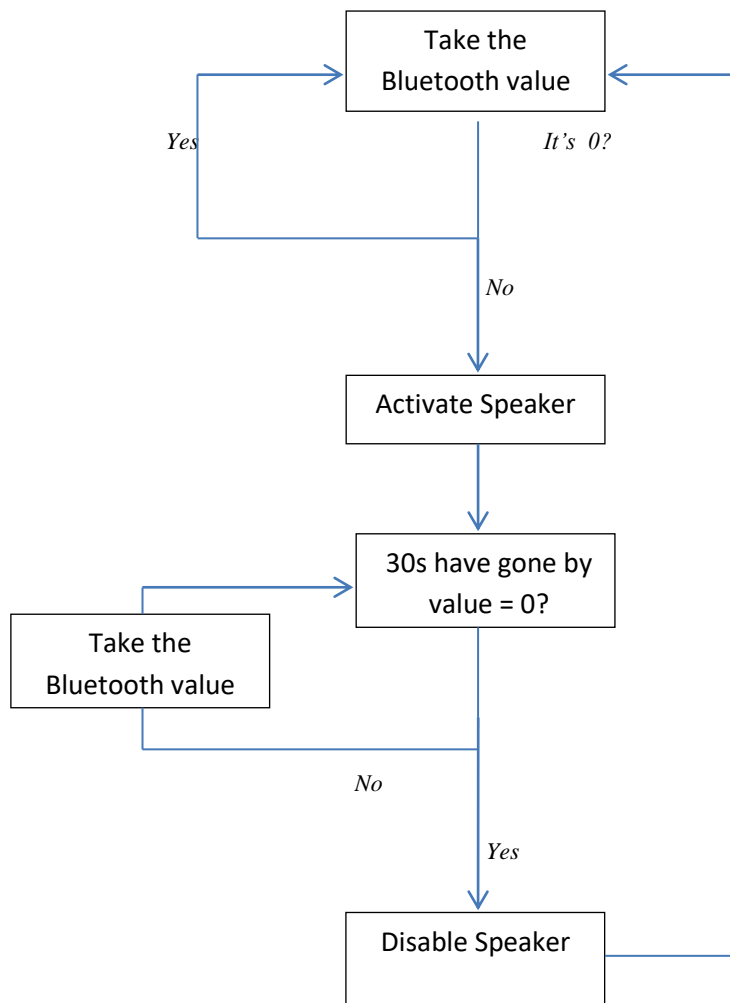 Take the
Bluetooth value
Yes
It's 0?
No
Activate Speaker
30s have gone by
value = 0?
Take the
Bluetooth value
No
Yes
Disable Speaker